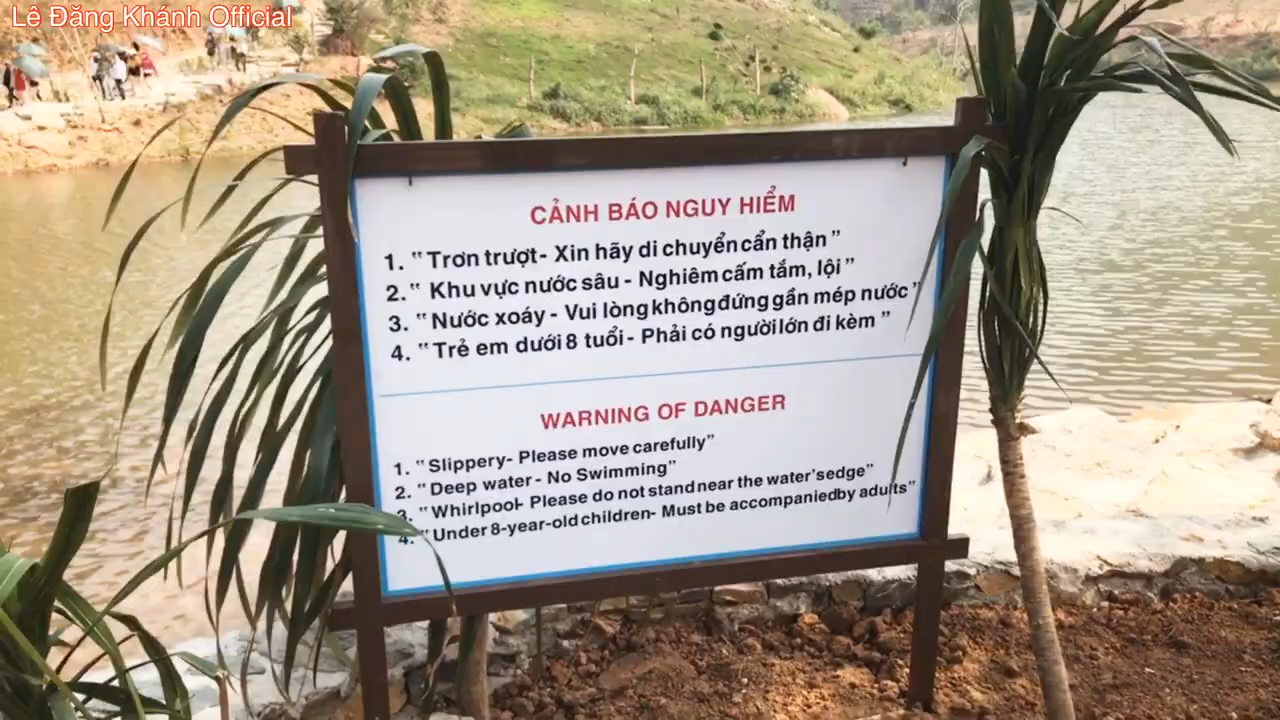 Lê Đăng Khánh Official
CẢNH BÁO NGUY HIỂM
1. “Trơn trượt- Xin hãy di chuyển cẩn thận”
2. “ Khu vực nước sâu - Nghiêm cấm tắm, lội”
3. “Nước xoáy - Vui lòng không đứng gần mép nước”
4. “Trẻ em dưới 8 tuổi - Phải có người lớn đi kèm ”
WARNING OF DANGER
1. “Slippery- Please move carefully”
2. “Deep water - No Swimming”
3. “Whirlpool- Please do not stand near the water'sedge”
4. “Under 8-year-old children- Must be accompaniedby adults”